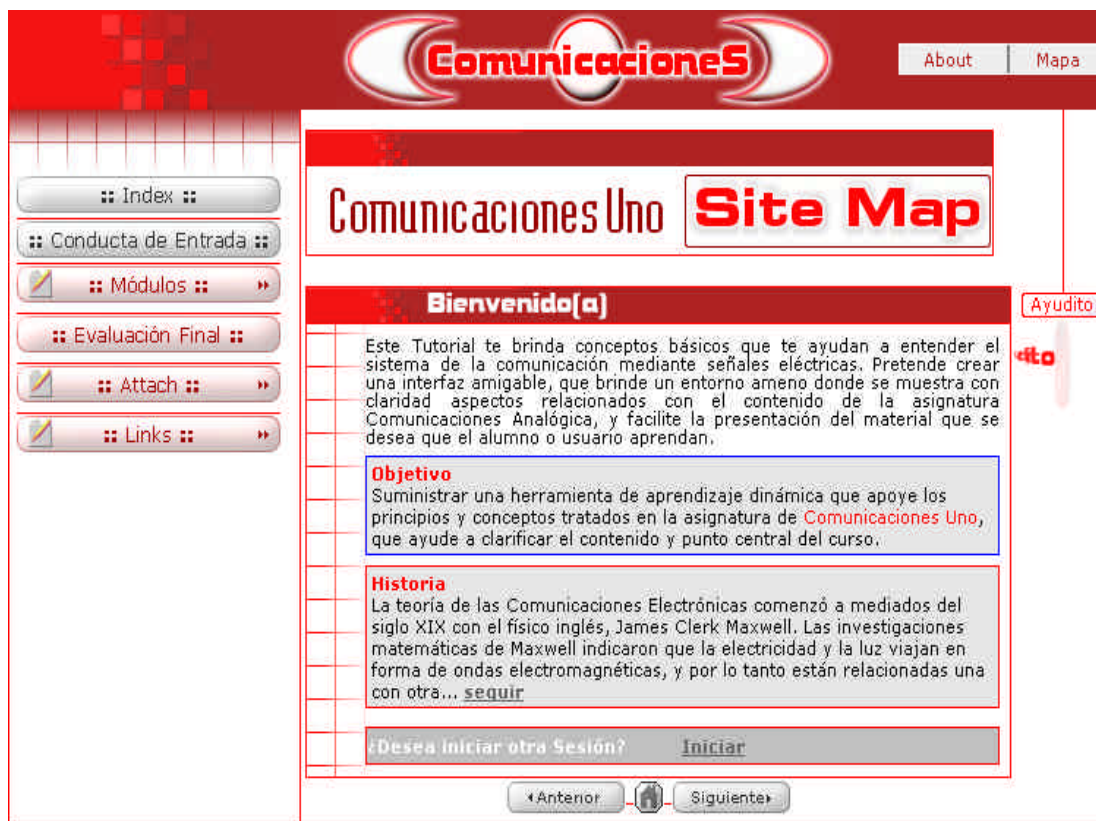 ComunicacioneS
About
Mapa
:: Index ::
:: Conducta de Entrada ::
:: Módulos ::
:: Evaluación Final ::
:: Attach ::
:: Links ::
Comunicaciones Uno Site Map
Bienvenido(a)
Ayudito
Este Tutorial te brinda conceptos básicos que te ayudan a entender el
sistema de la comunicación mediante señales eléctricas. Pretende crear
una interfaz amigable, que brinde un entorno ameno donde se muestra con
claridad aspectos relacionados con el contenido de la asignatura
Comunicaciones Analógica, y facilite la presentación del material que se
desea que el alumno o usuario aprendan.
Objetivo
Suministrar una herramienta de aprendizaje dinámica que apoye los
principios y conceptos tratados en la asignatura de Comunicaciones Uno,
que ayude a clarificar el contenido y punto central del curso.
Historia
La teoría de las Comunicaciones Electrónicas comenzó a mediados del
siglo XIX con el físico inglés, James Clerk Maxwell. Las investigaciones
matemáticas de Maxwell indicaron que la electricidad y la luz viajan en
forma de ondas electromagnéticas, y por lo tanto están relacionadas una
con otra... seguir
¿Desea iniciar otra Sesión? Iniciar
Anterior
Siguiente